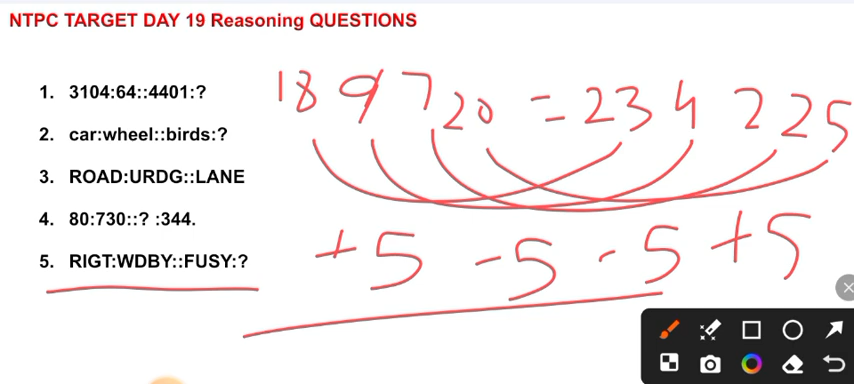 NTPC TARGET DAY 19 Reasoning QUESTIONS
1. 3104:64::4401:?
18 9 7 20 = 23 4 2 25
2. car:wheel::birds:?
3. ROAD:URDG::LANE
4. 80:730::? :344.
+5 -5 -5 +5
5. RIGT:WDBY::FUSY:?